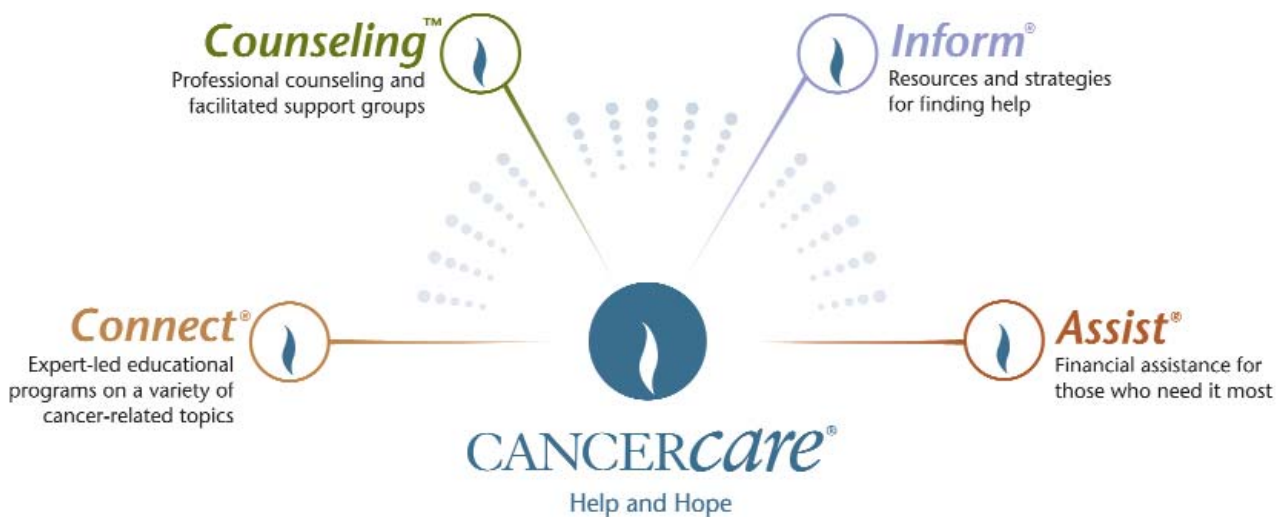 Counseling™
Professional counseling and
facilitated support groups
Inform®
Resources and strategies
for finding help
Connect®
Expert-led educational
programs on a variety of
cancer-related topics
Assist®
Financial assistance for
those who need it most
CANCERcare®
Help and Hope